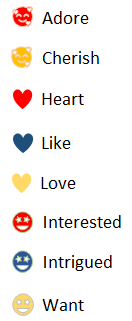 Adore
Cherish
Heart
Like
Love
Interested
Intrigued
Want